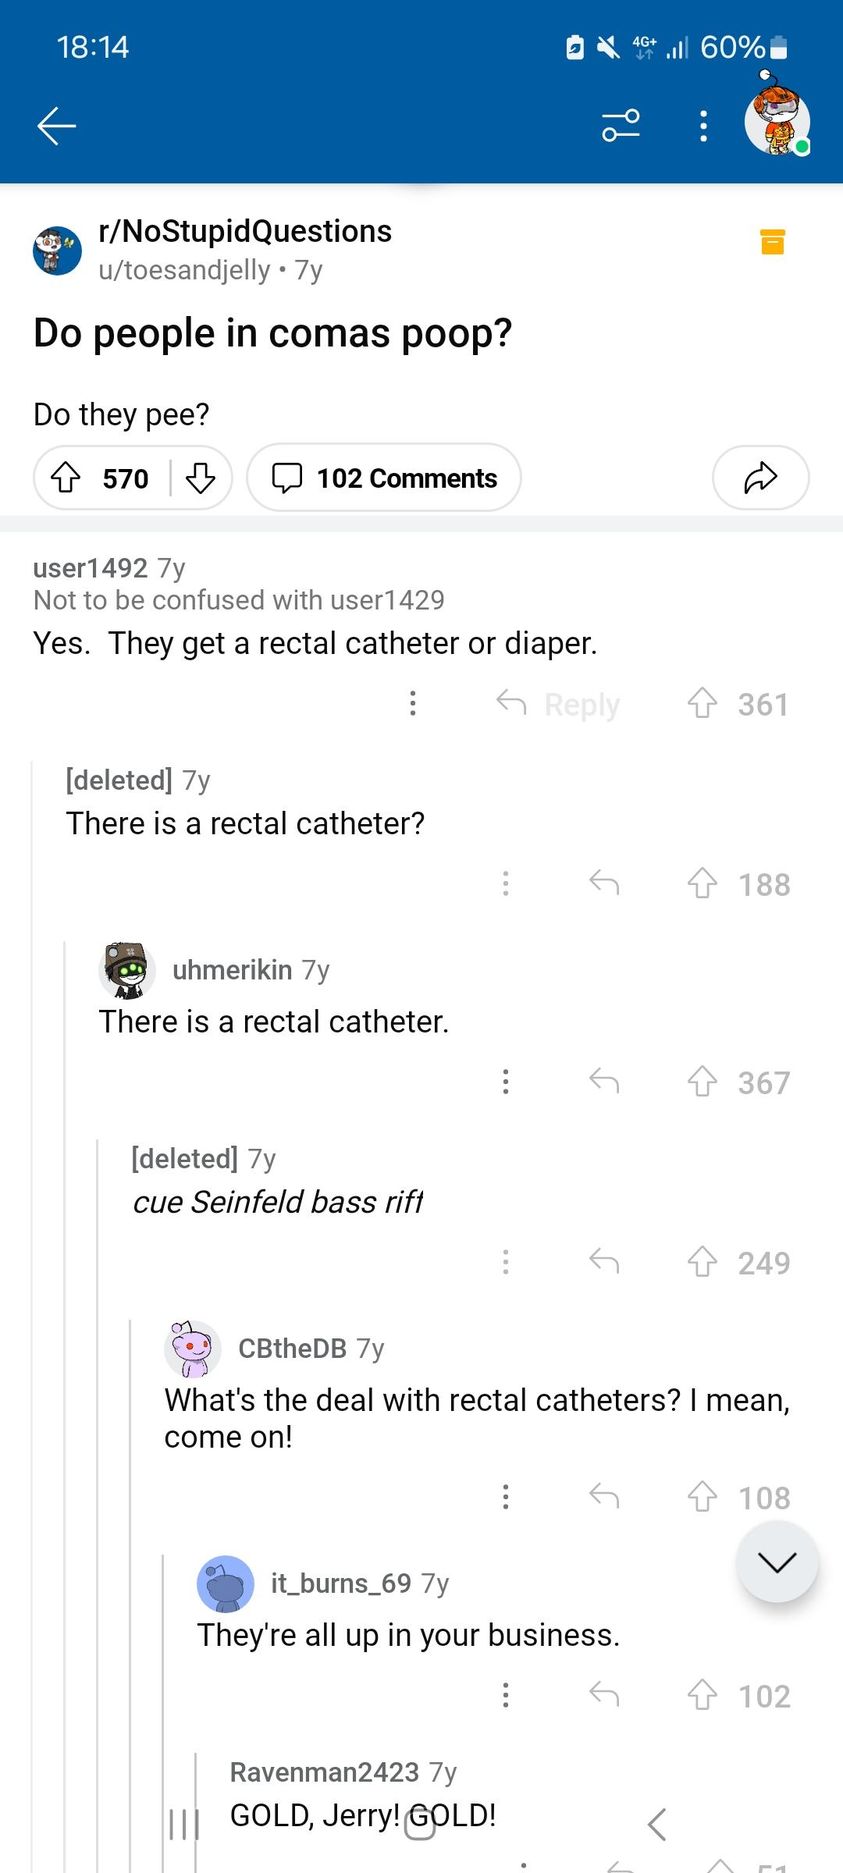 18:14
4G+ 60%
r/NoStupidQuestions
u/toesandjelly • 7y
Do people in comas poop?
Do they pee?
570
102 Comments
user1492 7y
Not to be confused with user1429
Yes.  They get a rectal catheter or diaper.
Reply 361
[deleted] 7y
There is a rectal catheter?
188
uhmerikin 7y
There is a rectal catheter.
367
[deleted] 7y
cue Seinfeld bass riff
249
CBtheDB 7y
What's the deal with rectal catheters? I mean,
come on!
108
it_burns_69 7y
They're all up in your business.
102
Ravenman2423 7y
GOLD, Jerry! GOLD!